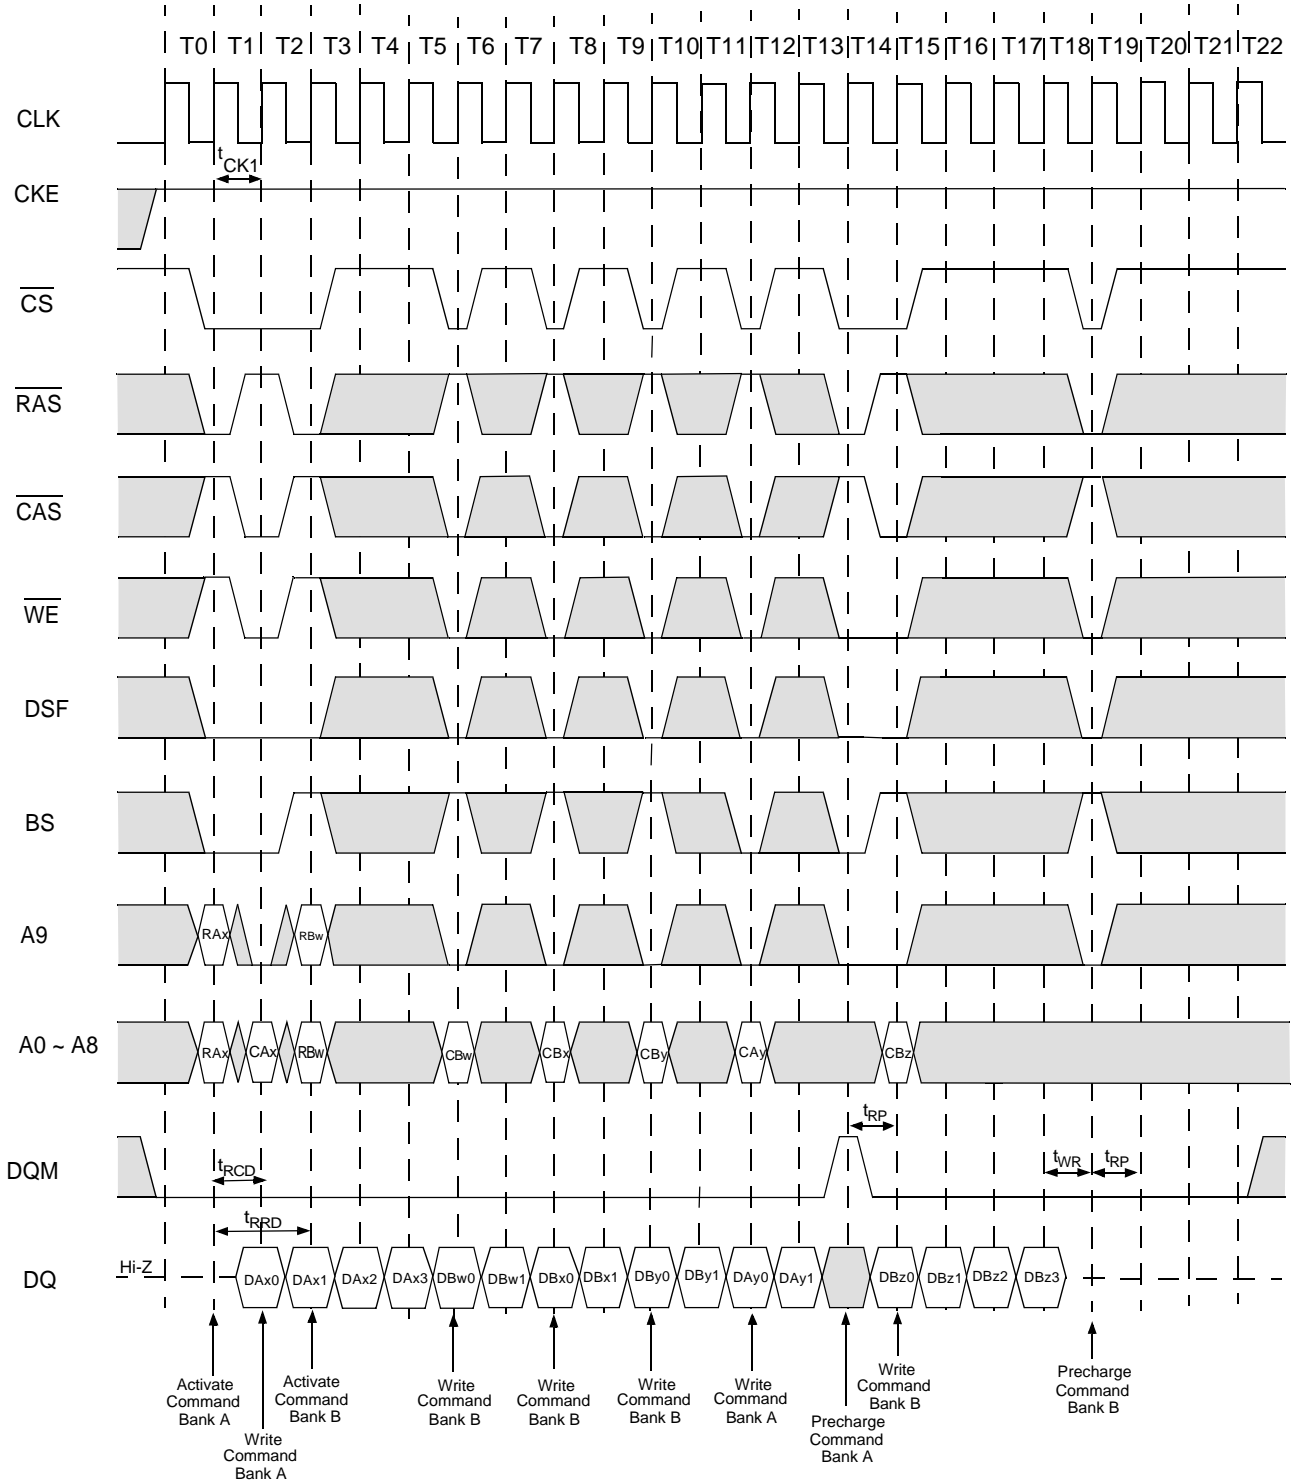 T0 T1 T2 T3 T4 T5 T6 T7 T8 T9 T10 T11 T12 T13 T14 T15 T16 T17 T18 T19 T20 T21 T22
CLK
tCK1
CKE
CS
RAS
CAS
WE
DSF
BS
A9
RAx RBw
A0 ~ A8
RAx CAx RBw CBw CBx CBy CAy CBz
tRP
DQM
tRCD
tWR tRP
tRRD
DQ
Hi-Z
DAx0 DAx1 DAx2 DAx3 DBw0 DBw1 DBx0 DBx1 DBy0 DBy1 DAy0 DAy1 DBz0 DBz1 DBz2 DBz3
Activate
Command
Bank A
Write
Command
Bank A
Activate
Command
Bank B
Write
Command
Bank B
Write
Command
Bank B
Write
Command
Bank B
Write
Command
Bank A
Precharge
Command
Bank A
Write
Command
Bank B
Precharge
Command
Bank B